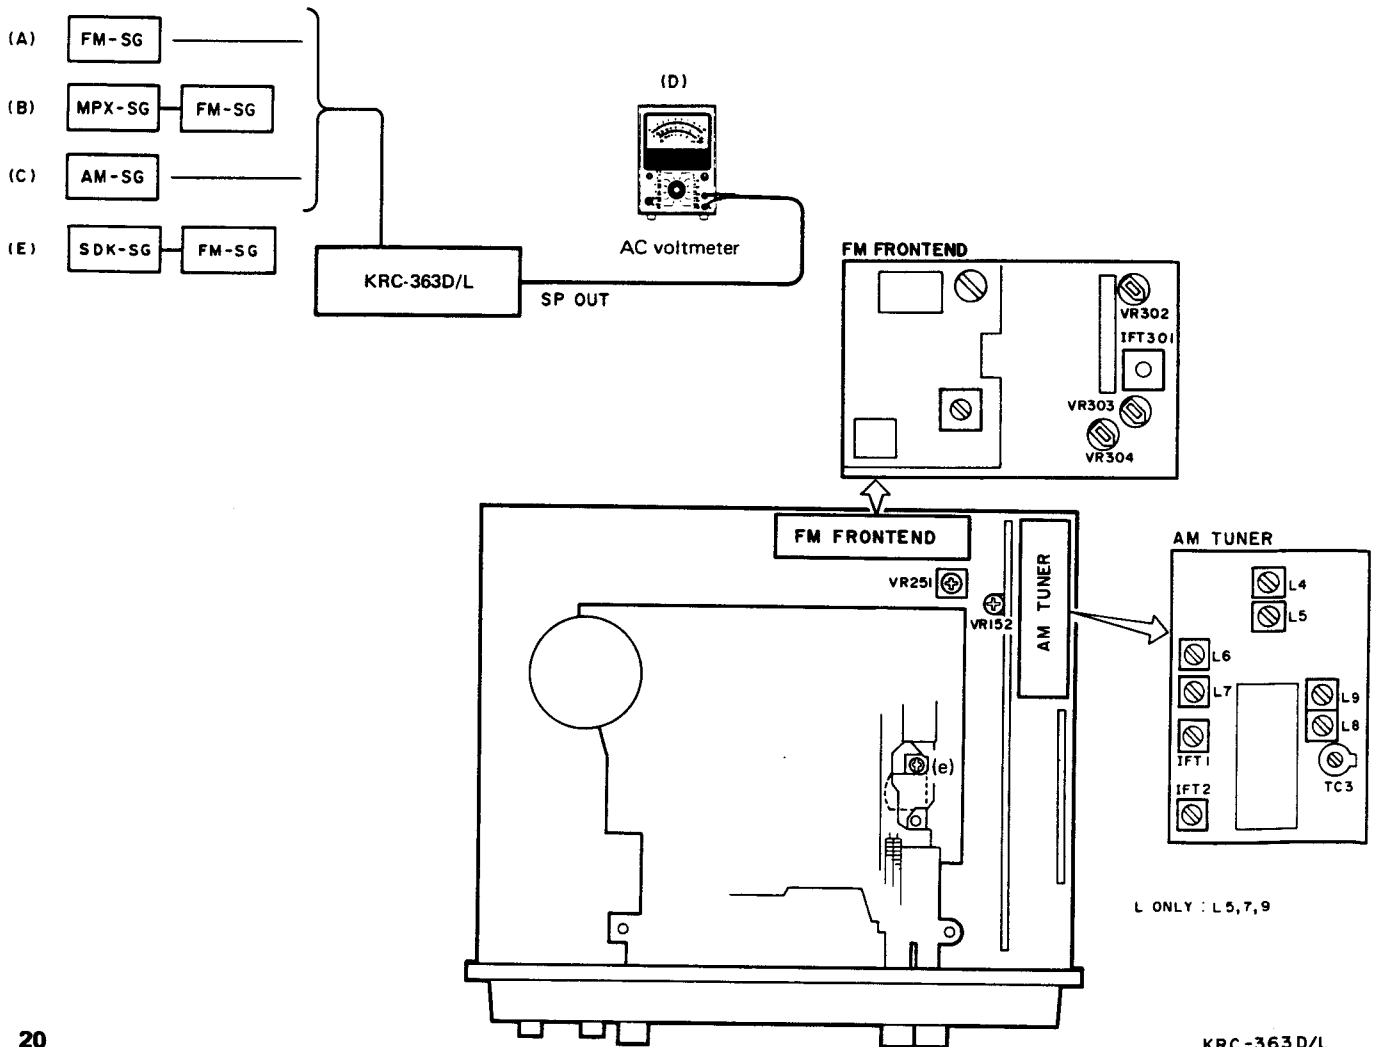 (A) FM-SG
(B) MPX-SG FM-SG
(C) AM-SG
(E) SDK-SG FM-SG
KRC-363D/L
SP OUT
(D)
AC voltmeter
FM FRONTEND
VR302
IFT301
VR303
VR304
FM FRONTEND
VR251
VR152
AM TUNER
(e)
AM TUNER
L4
L5
L6
L7
L9
L8
IFT1
TC3
IFT2
L ONLY : L5,7,9
20
KRC-363D/L